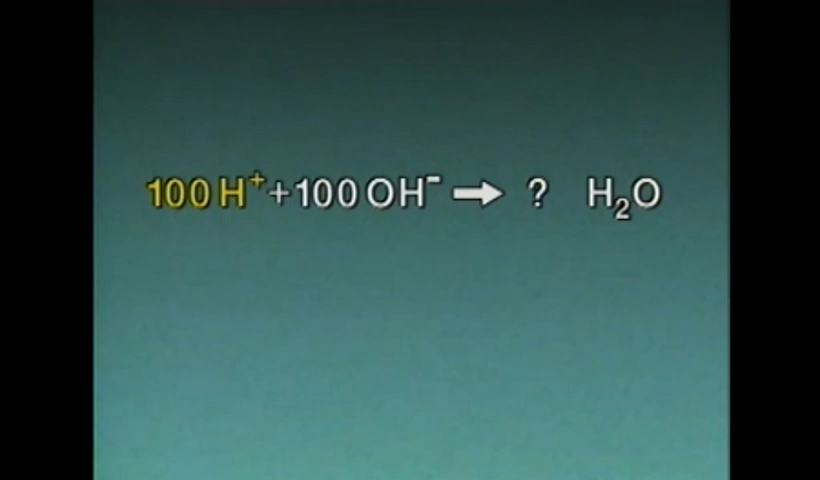 100 H⁺ + 100 OH⁻ → ? H₂O